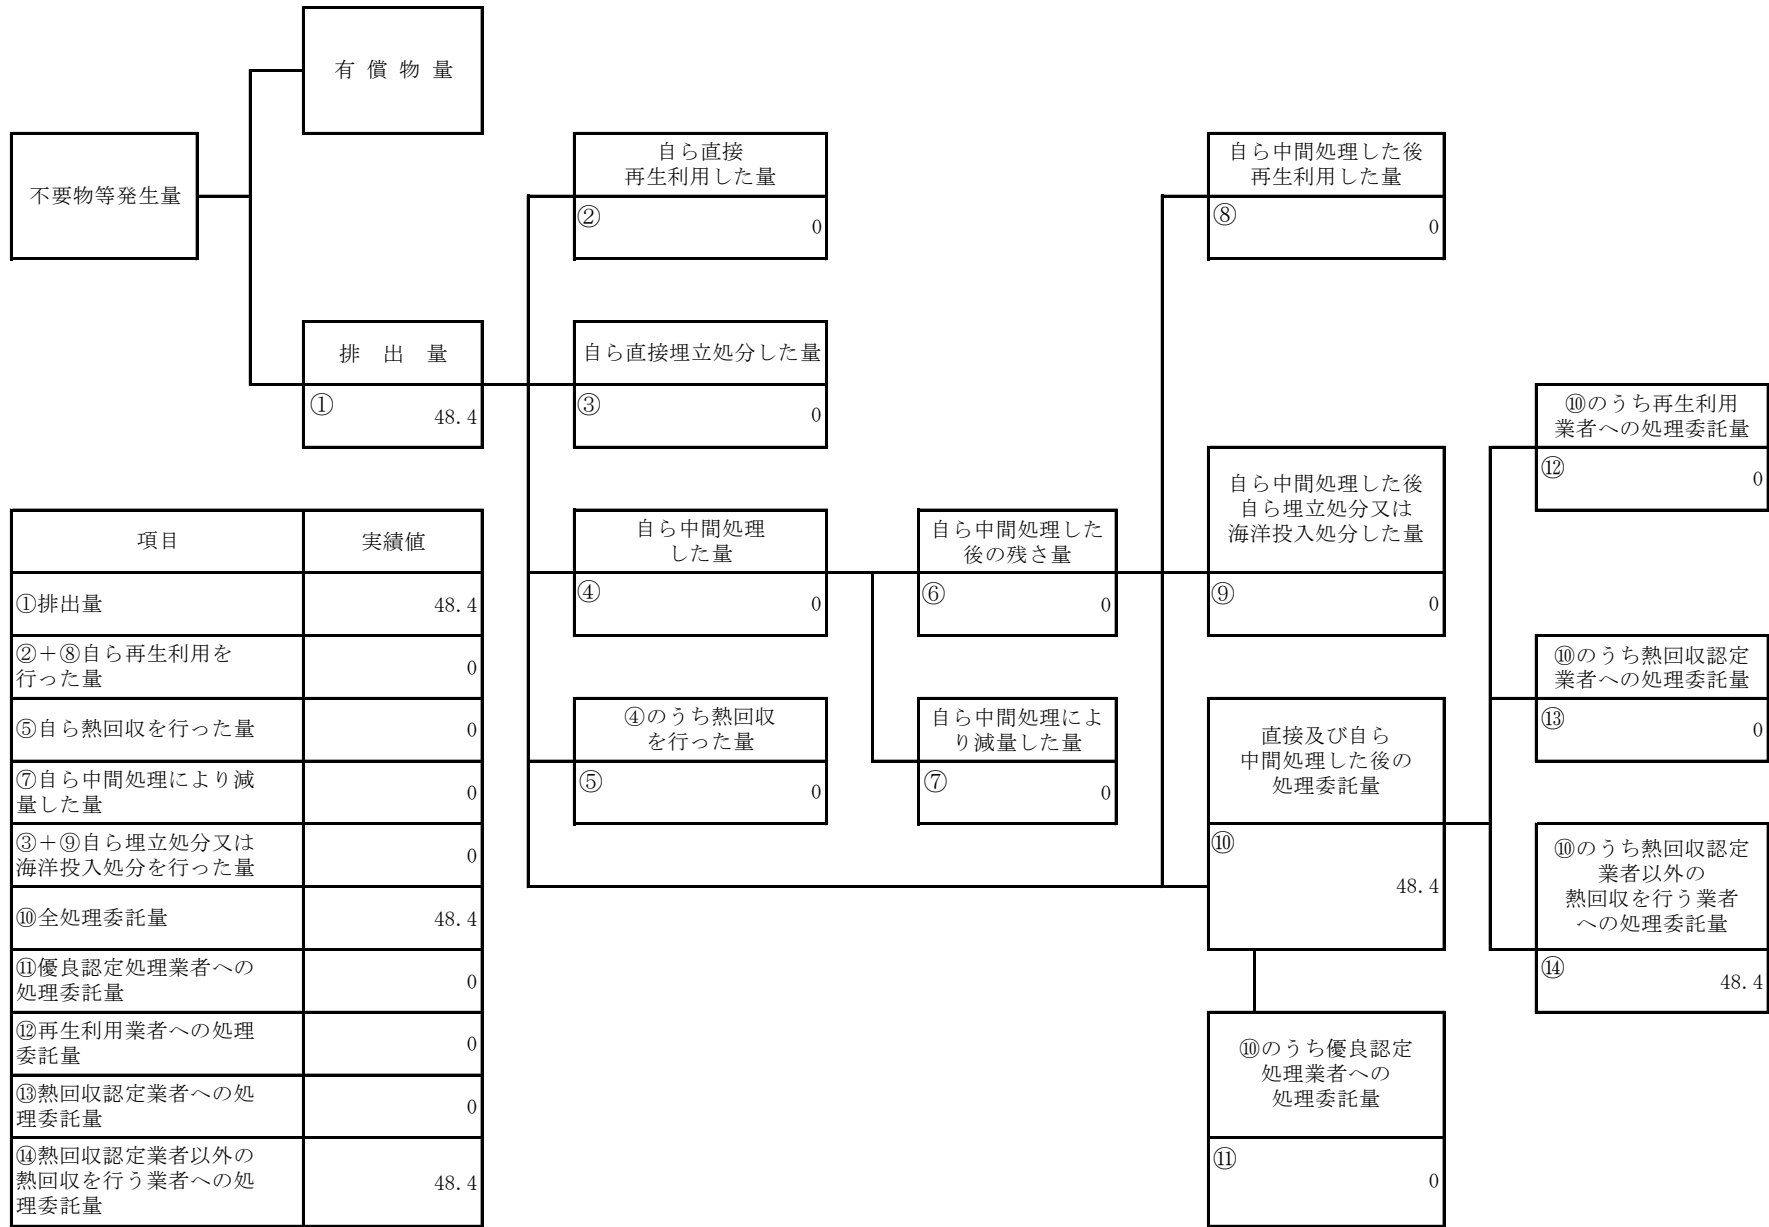 有 償 物 量
不要物等発生量
自ら直接
再生利用した量
②
0
自ら中間処理した後
再生利用した量
⑧
0
排 出 量
①
48.4
自ら直接埋立処分した量
③
0
⑩のうち再生利用
業者への処理委託量
⑫
0
自ら中間処理
した量
④
0
自ら中間処理した
後の残さ量
⑥
0
自ら中間処理した後
自ら埋立処分又は
海洋投入処分した量
⑨
0
④のうち熱回収
を行った量
⑤
0
自ら中間処理によ
り減量した量
⑦
0
直接及び自ら
中間処理した後の
処理委託量
⑩
48.4
⑩のうち熱回収認定
業者への処理委託量
⑬
0
⑩のうち熱回収認定
業者以外の
熱回収を行う業者
への処理委託量
⑭
48.4
⑩のうち優良認定
処理業者への
処理委託量
⑪
0
項目
実績値
①排出量
48.4
②+⑧自ら再生利用を
行った量
0
⑤自ら熱回収を行った量
0
⑦自ら中間処理により減
量した量
0
③+⑨自ら埋立処分又は
海洋投入処分を行った量
0
⑩全処理委託量
48.4
⑪優良認定処理業者への
処理委託量
0
⑫再生利用業者への処理
委託量
0
⑬熱回収認定業者への処
理委託量
0
⑭熱回収認定業者以外の
熱回収を行う業者への処
理委託量
48.4